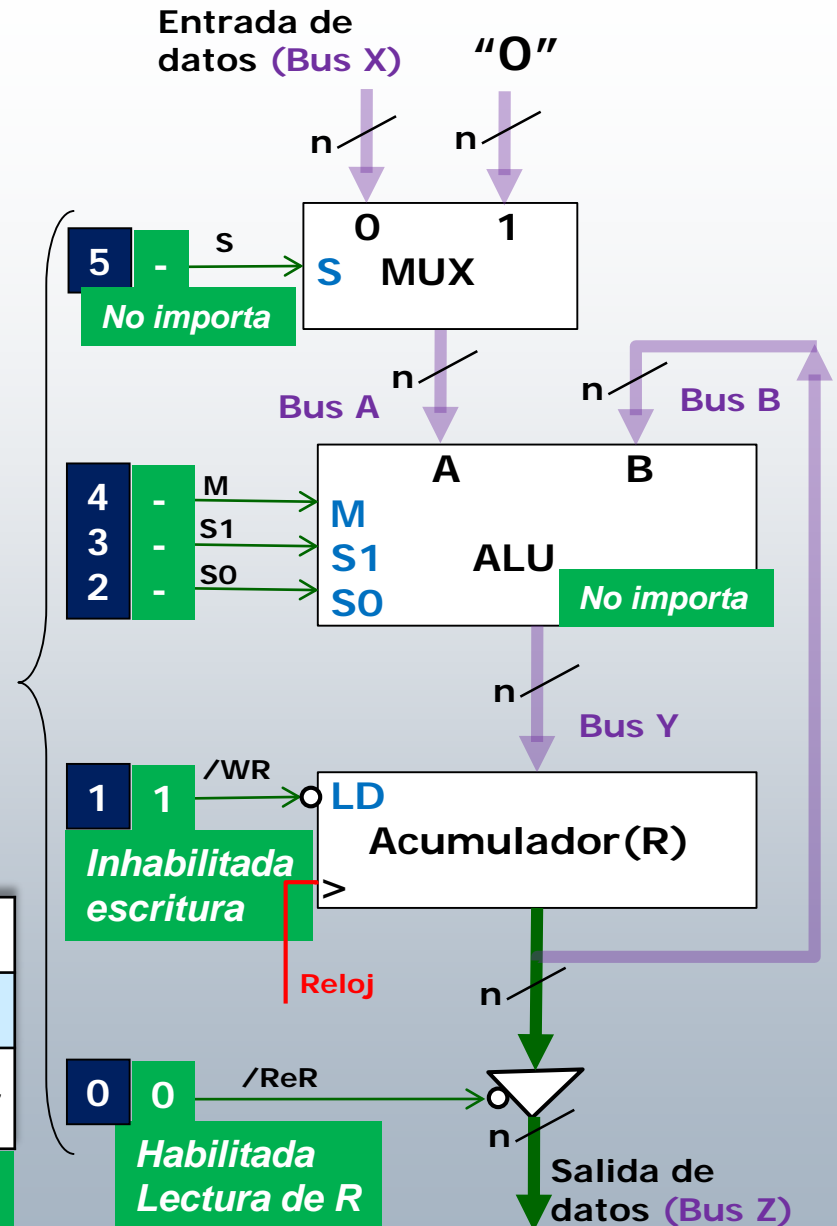 Entrada de
datos (Bus X)
“0”
n
n
0 1
S MUX
5 - S
No importa
n
Bus A
n
Bus B
A B
4 - M
3 - S1
2 - S0
M
S1
S0
ALU
No importa
n
Bus Y
1 1 /WR
LD
Acumulador(R)
>
Inhabilitada
escritura
Reloj
n
0 0 /ReR
Habilitada
Lectura de R
n
Salida de
datos (Bus Z)